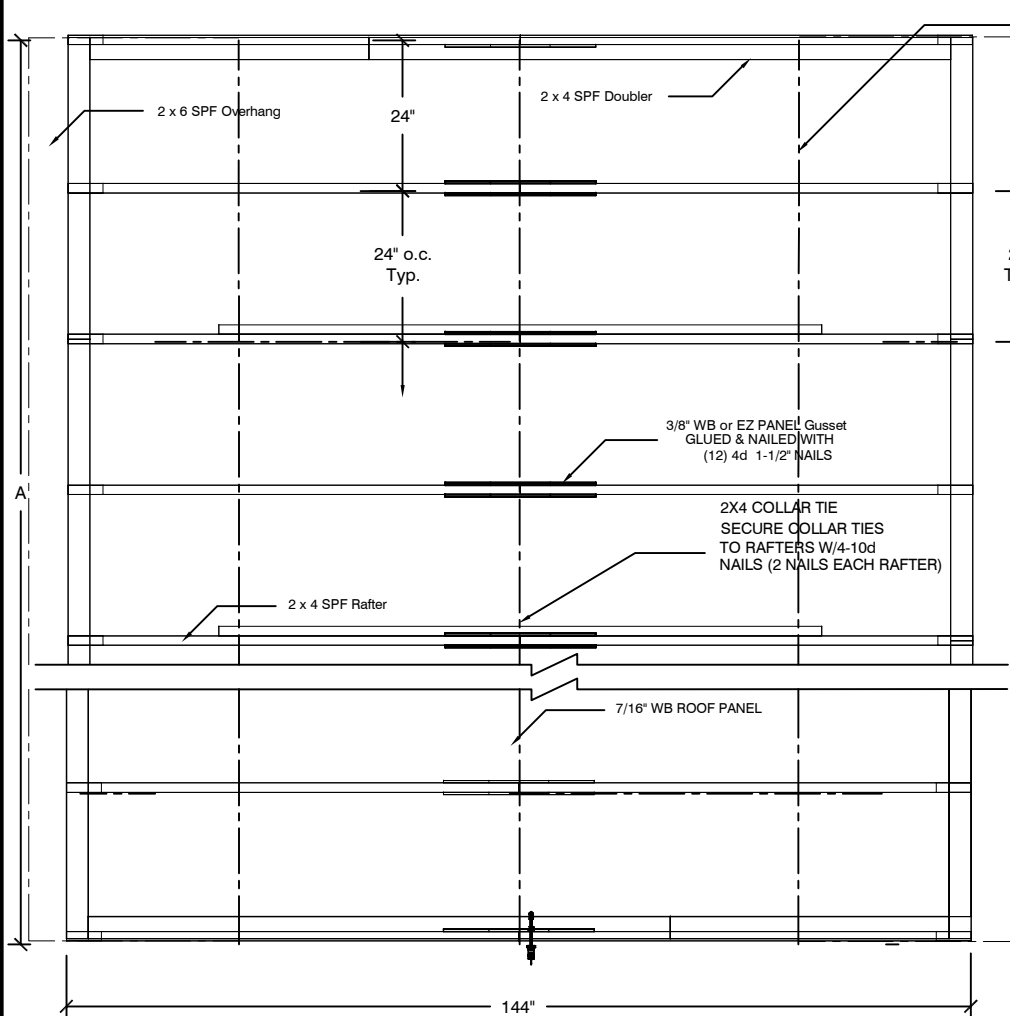 2 x 6 SPF Overhang
24"
2 x 4 SPF Doubler
24" o.c.
Typ.
3/8" WB or EZ PANEL Gusset
GLUED & NAILED WITH
(12) 4d 1-1/2" NAILS
A
2X4 COLLAR TIE
SECURE COLLAR TIES
TO RAFTERS W/4-10d
NAILS (2 NAILS EACH RAFTER)
2 x 4 SPF Rafter
7/16" WB ROOF PANEL
144"